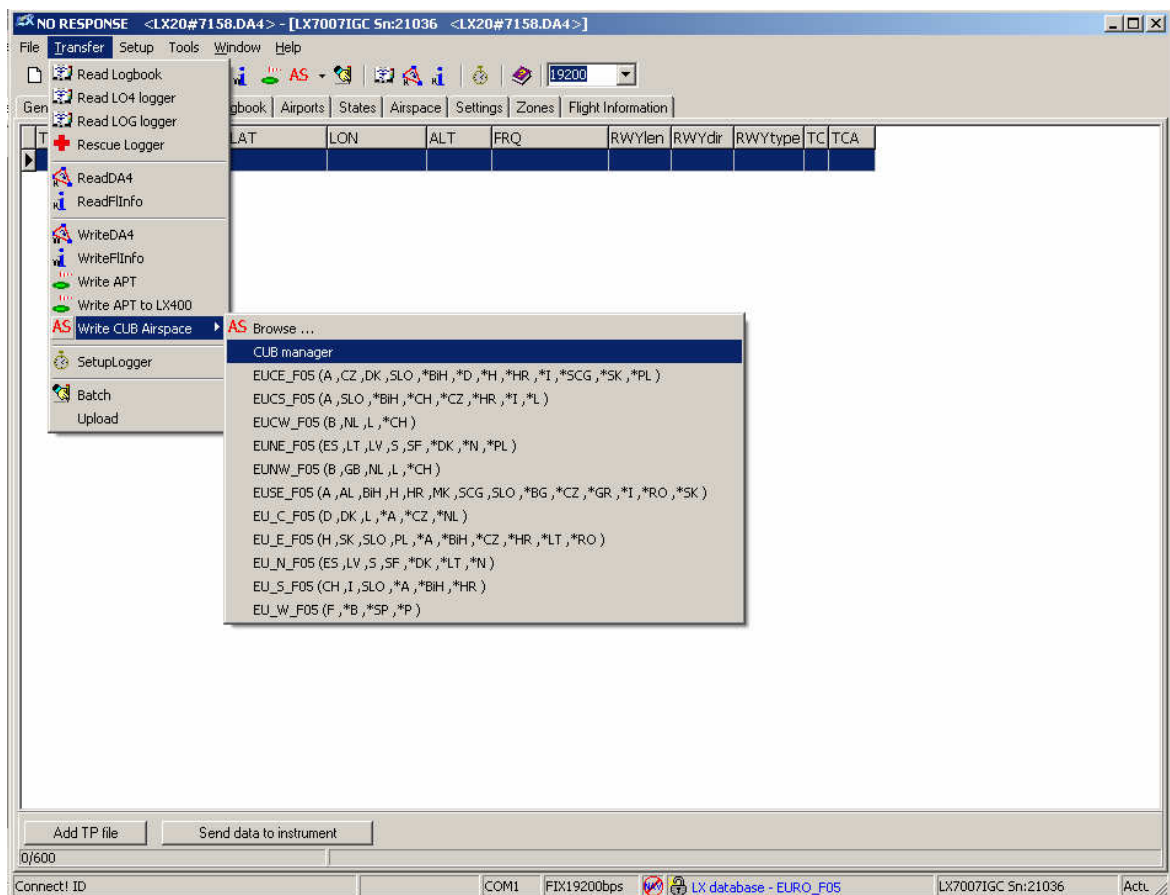 NO RESPONSE <LX20#7158.DA4> - [LX7007IGC Sn:21036 <LX20#7158.DA4>]
File Transfer Setup Tools Window Help
AS 19200
Gen gbook Airports States Airspace Settings Zones Flight Information
T LAT LON ALT FRQ RWYlen RWYdir RWYtype TC TCA
Read Logbook
Read LO4 logger
Read LOG logger
Rescue Logger
ReadDA4
ReadFlInfo
WriteDA4
WriteFlInfo
Write APT
Write APT to LX400
AS Write CUB Airspace
SetupLogger
Batch
Upload
AS Browse ...
CUB manager
EUCE_F05 (A ,CZ ,DK ,SLO ,*BiH ,*D ,*H ,*HR ,*I ,*SCG ,*SK ,*PL )
EUCS_F05 (A ,SLO ,*BiH ,*CH ,*CZ ,*HR ,*I ,*L )
EUCW_F05 (B ,NL ,L ,*CH )
EUNE_F05 (ES ,LT ,LV ,S ,SF ,*DK ,*N ,*PL )
EUNW_F05 (B ,GB ,NL ,L ,*CH )
EUSE_F05 (A ,AL ,BiH ,H ,HR ,MK ,SCG ,SLO ,*BG ,*CZ ,*GR ,*I ,*RO ,*SK )
EU_C_F05 (D ,DK ,L ,*A ,*CZ ,*NL )
EU_E_F05 (H ,SK ,SLO ,PL ,*A ,*BiH ,*CZ ,*HR ,*LT ,*RO )
EU_N_F05 (ES ,LV ,S ,SF ,*DK ,*LT ,*N )
EU_S_F05 (CH ,I ,SLO ,*A ,*BiH ,*HR )
EU_W_F05 (F ,*B ,*SP ,*P )
Add TP file Send data to instrument
0/600
Connect! ID COM1 FIX19200bps NAV LX database - EURO_F05 LX7007IGC Sn:21036 Actu